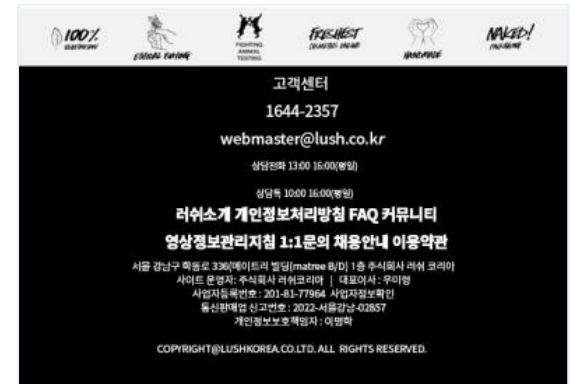 100%
VEGETARIAN
ETHICAL BUYING
FIGHTING
ANIMAL
TESTING
FRESHEST
COSMETICS ONLINE
HANDMADE
NAKED!
PACKAGING
고객센터
1644-2357
webmaster@lush.co.kr
상담전화 13:00 16:00(평일)
상담톡 10:00 16:00(평일)
러쉬소개 개인정보처리방침 FAQ 커뮤니티
영상정보관리지침 1:1문의 채용안내 이용약관
서울 강남구 학동로 336(메이트리 빌딩(matree B/D) 1층 주식회사 러쉬 코리아
사이트 운영자: 주식회사 러쉬코리아 | 대표이사 : 우미령
사업자등록번호 : 201-81-77964 사업자정보확인
통신판매업 신고번호 : 2022-서울강남-02857
개인정보보호책임자 : 이명학
COPYRIGHT@LUSHKOREA.CO.LTD. ALL RIGHTS RESERVED.